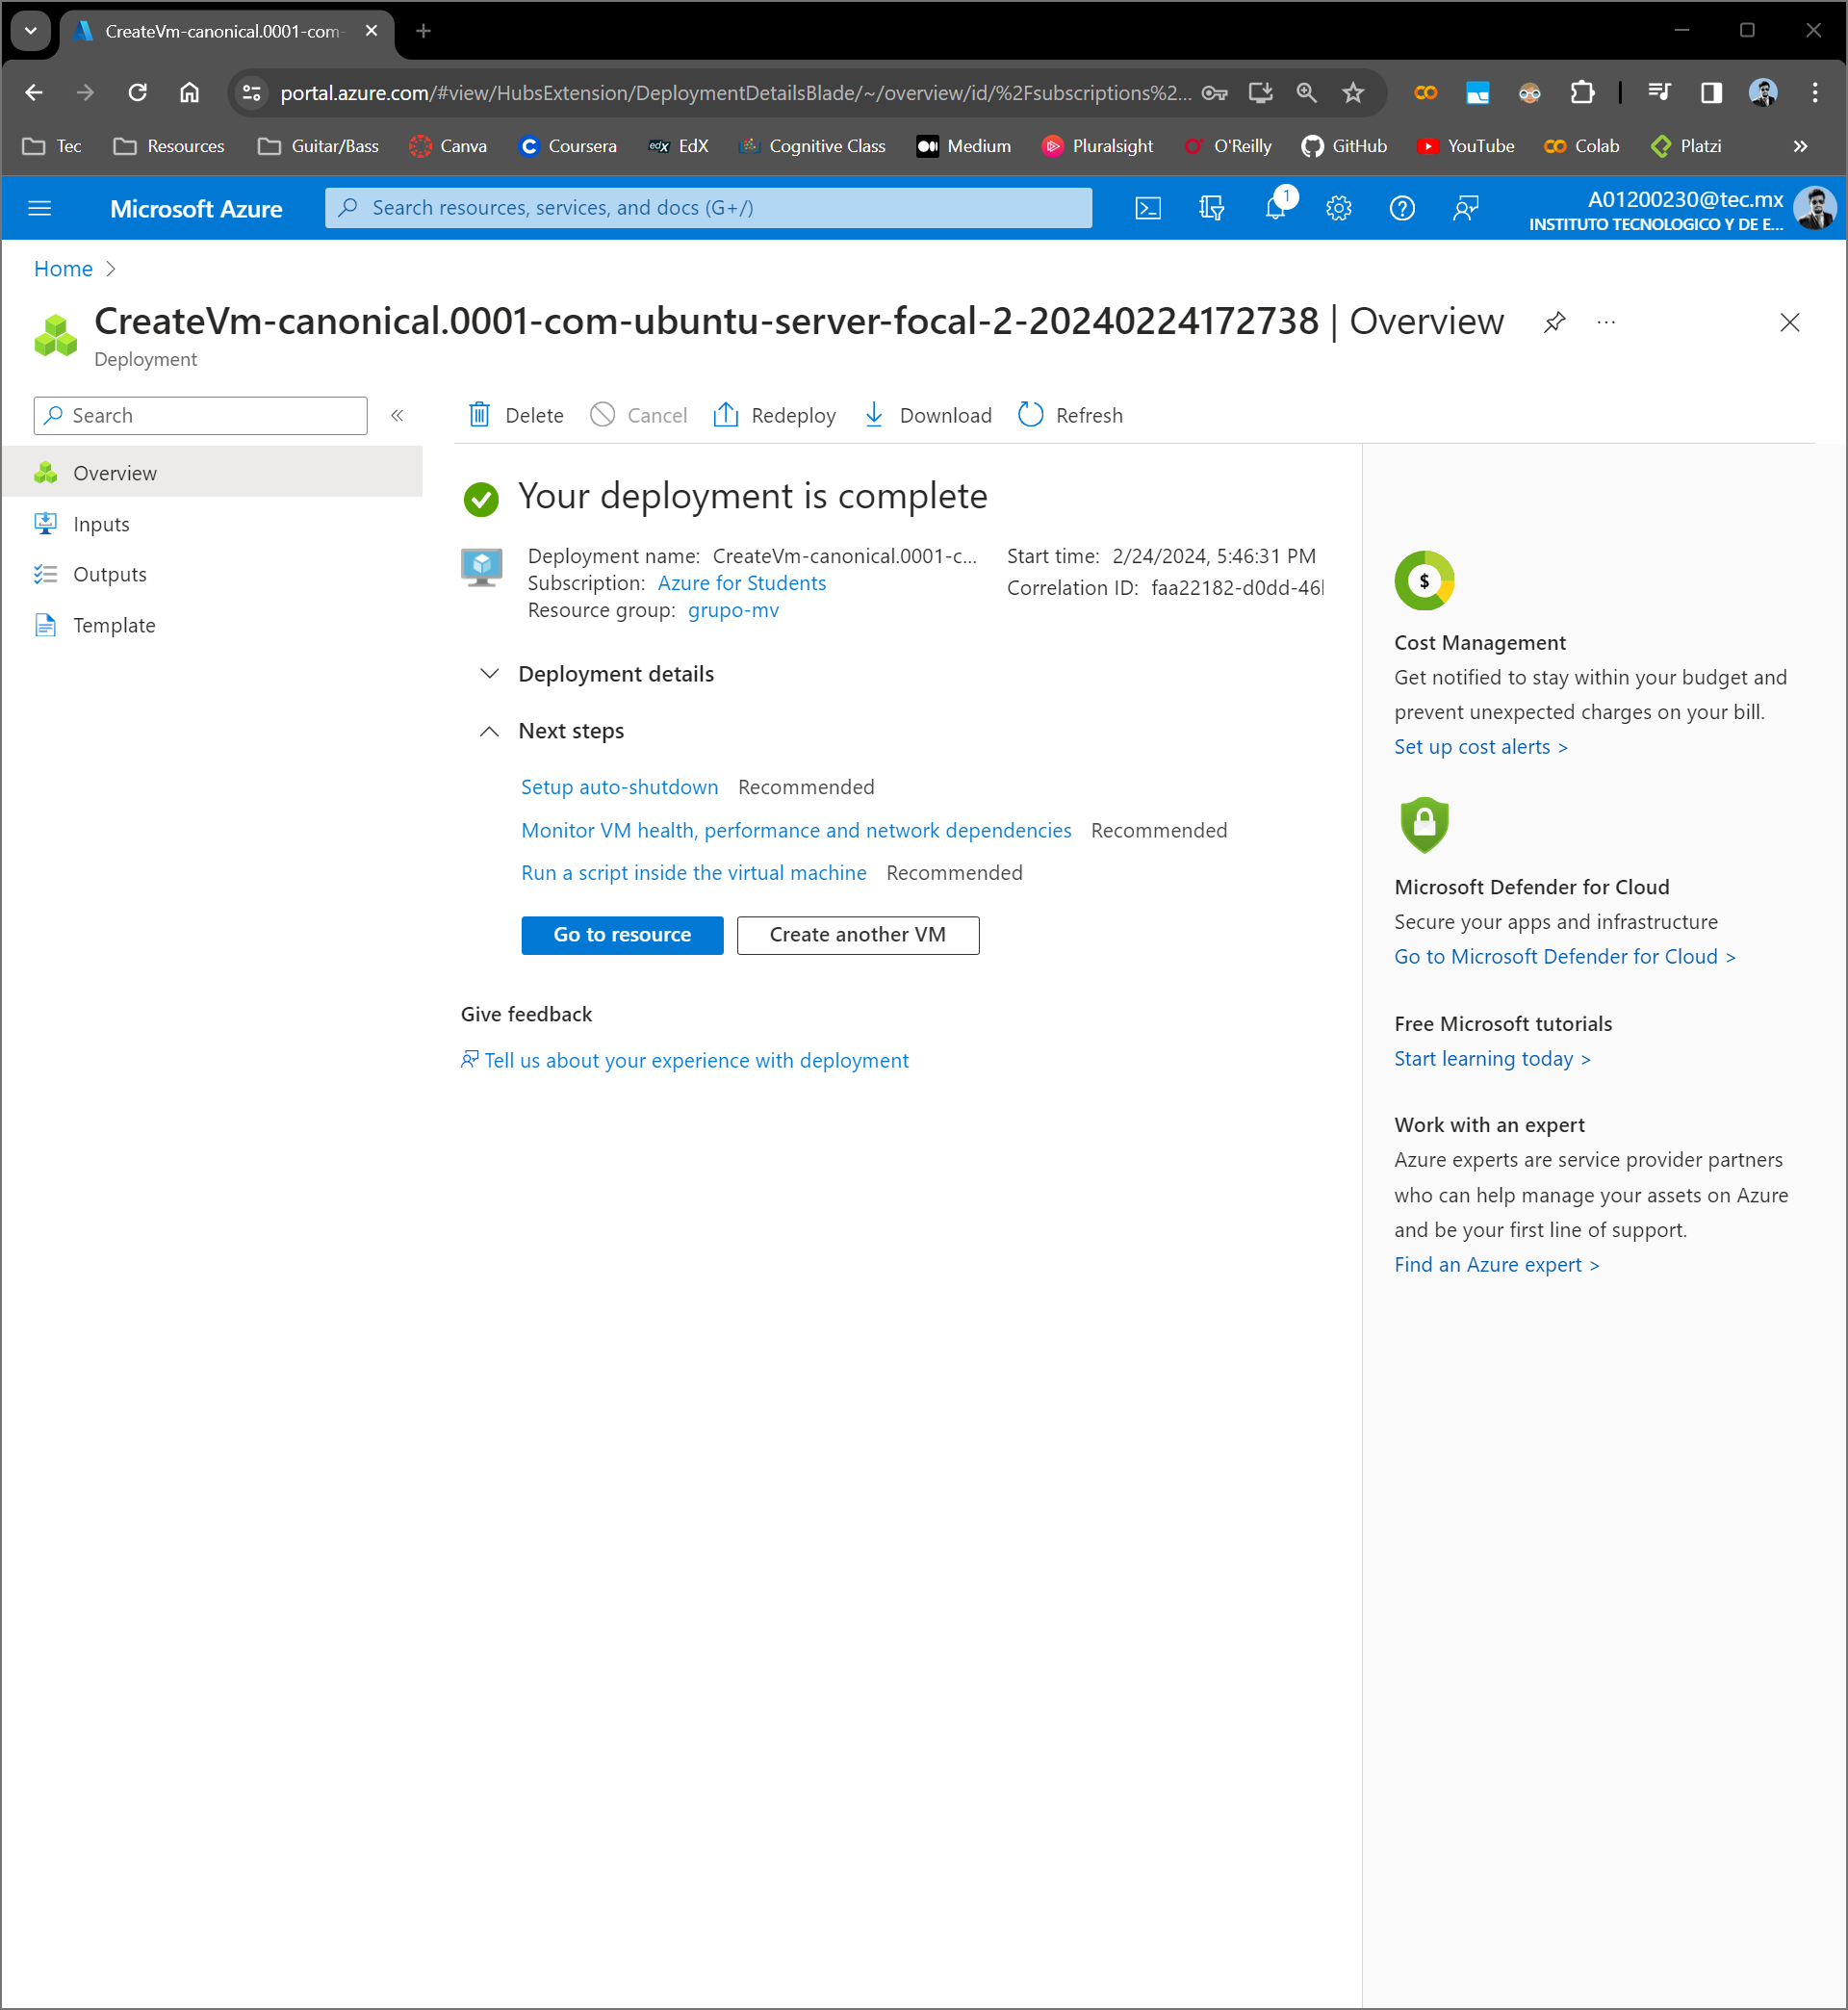 CreateVm-canonical.0001-com-
portal.azure.com/#view/HubsExtension/DeploymentDetailsBlade/~/overview/id/%2Fsubscriptions%2...
Tec Resources Guitar/Bass Canva Coursera edX EdX Cognitive Class Medium Pluralsight O'Reilly GitHub YouTube Colab Platzi
Microsoft Azure
Search resources, services, and docs (G+/)
1
A01200230@tec.mx
INSTITUTO TECNOLOGICO Y DE E...
Home
CreateVm-canonical.0001-com-ubuntu-server-focal-2-20240224172738 | Overview
Deployment
Search
Delete Cancel Redeploy Download Refresh
Overview
Inputs
Outputs
Template
Your deployment is complete
Deployment name: CreateVm-canonical.0001-c...
Subscription: Azure for Students
Resource group: grupo-mv
Start time: 2/24/2024, 5:46:31 PM
Correlation ID: faa22182-d0dd-46
Deployment details
Next steps
Setup auto-shutdown Recommended
Monitor VM health, performance and network dependencies Recommended
Run a script inside the virtual machine Recommended
Go to resource Create another VM
Give feedback
Tell us about your experience with deployment
$
Cost Management
Get notified to stay within your budget and
prevent unexpected charges on your bill.
Set up cost alerts >
Microsoft Defender for Cloud
Secure your apps and infrastructure
Go to Microsoft Defender for Cloud >
Free Microsoft tutorials
Start learning today >
Work with an expert
Azure experts are service provider partners
who can help manage your assets on Azure
and be your first line of support.
Find an Azure expert >